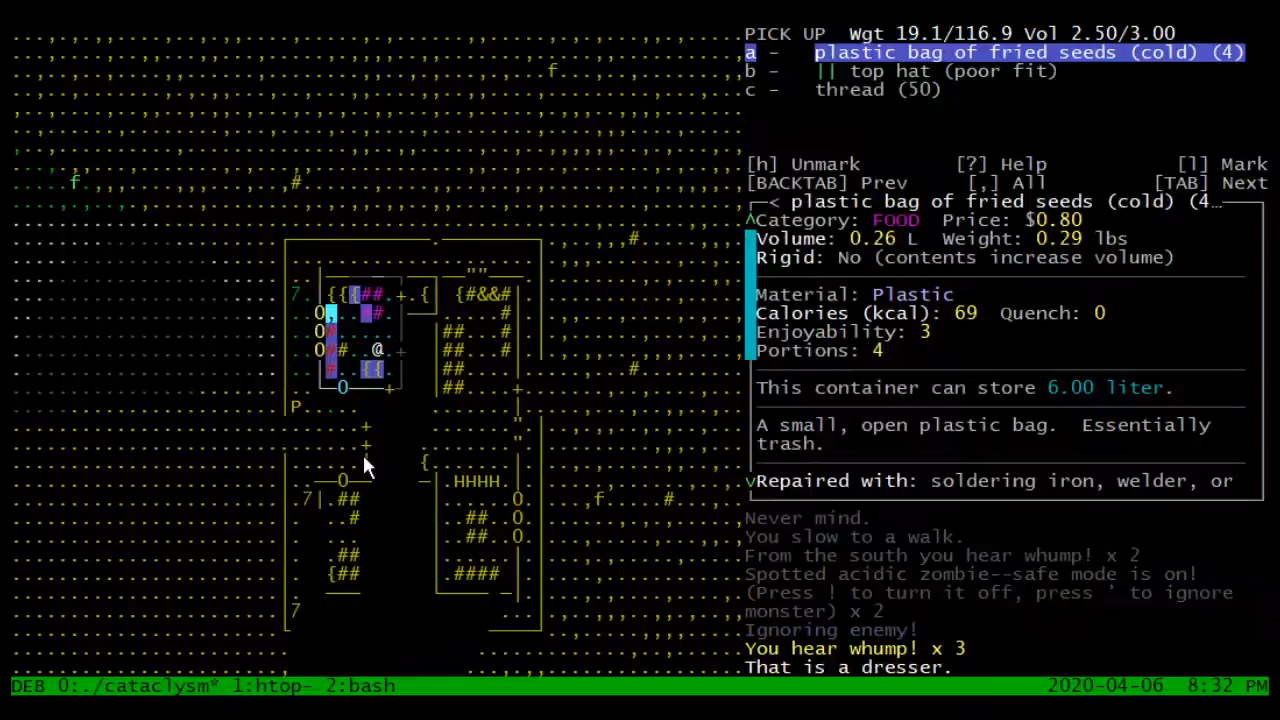 PICK UP  Wgt 19.1/116.9 Vol 2.50/3.00
a -   plastic bag of fried seeds (cold) (4)
b -   || top hat (poor fit)
c -   thread (50)
[h] Unmark        [?] Help        [l] Mark
[BACKTAB] Prev     [,] All     [TAB] Next
< plastic bag of fried seeds (cold) (4…
Category: FOOD  Price: $0.80
Volume: 0.26 L  Weight: 0.29 lbs
Rigid: No (contents increase volume)
Material: Plastic
Calories (kcal): 69  Quench: 0
Enjoyability: 3
Portions: 4
This container can store 6.00 liter.
A small, open plastic bag.  Essentially
trash.
Repaired with: soldering iron, welder, or
Never mind.
You slow to a walk.
From the south you hear whump! x 2
Spotted acidic zombie--safe mode is on!
(Press ! to turn it off, press ' to ignore
monster) x 2
Ignoring enemy!
You hear whump! x 3
That is a dresser.
DEB 0:./cataclysm* 1:htop- 2:bash                2020-04-06  8:32 PM